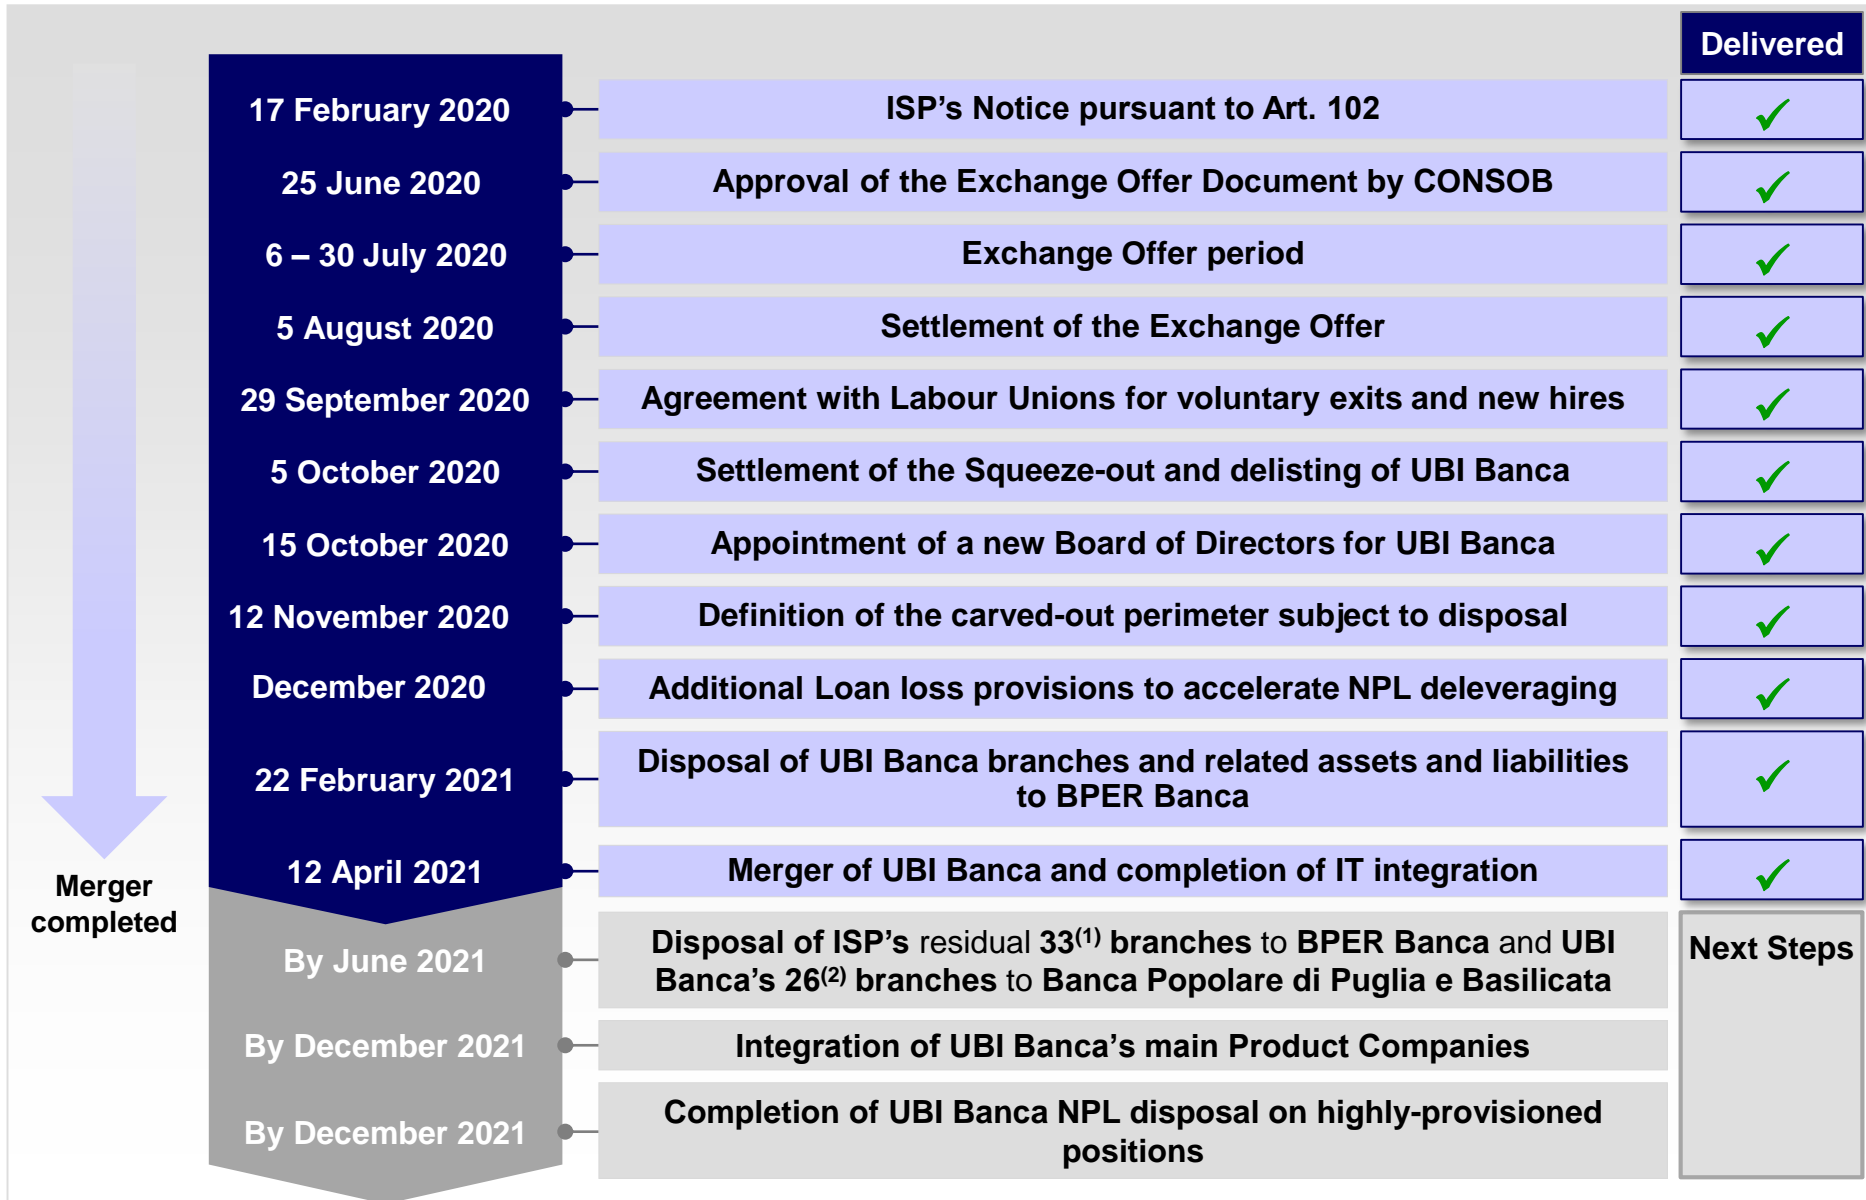 Delivered
17 February 2020
ISP’s Notice pursuant to Art. 102
25 June 2020
Approval of the Exchange Offer Document by CONSOB
6 – 30 July 2020
Exchange Offer period
5 August 2020
Settlement of the Exchange Offer
29 September 2020
Agreement with Labour Unions for voluntary exits and new hires
5 October 2020
Settlement of the Squeeze-out and delisting of UBI Banca
15 October 2020
Appointment of a new Board of Directors for UBI Banca
12 November 2020
Definition of the carved-out perimeter subject to disposal
December 2020
Additional Loan loss provisions to accelerate NPL deleveraging
22 February 2021
Disposal of UBI Banca branches and related assets and liabilities
to BPER Banca
12 April 2021
Merger of UBI Banca and completion of IT integration
Merger
completed
By June 2021
Disposal of ISP’s residual 33(1) branches to BPER Banca and UBI
Banca’s 26(2) branches to Banca Popolare di Puglia e Basilicata
Next Steps
By December 2021
Integration of UBI Banca’s main Product Companies
By December 2021
Completion of UBI Banca NPL disposal on highly-provisioned
positions